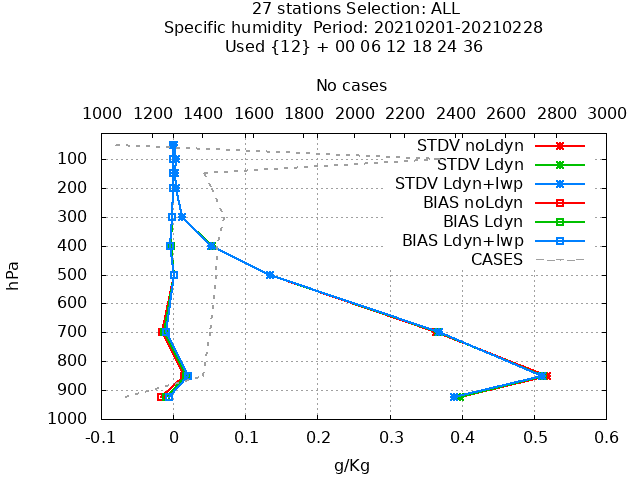 27 stations Selection: ALL
Specific humidity  Period: 20210201-20210228
Used {12} + 00 06 12 18 24 36
No cases
1000 1200 1400 1600 1800 2000 2200 2400 2600 2800 3000
STDV noLdyn
STDV Ldyn
STDV Ldyn+lwp
BIAS noLdyn
BIAS Ldyn
BIAS Ldyn+lwp
CASES
hPa
100
200
300
400
500
600
700
800
900
1000
-0.1 0 0.1 0.2 0.3 0.4 0.5 0.6
g/Kg